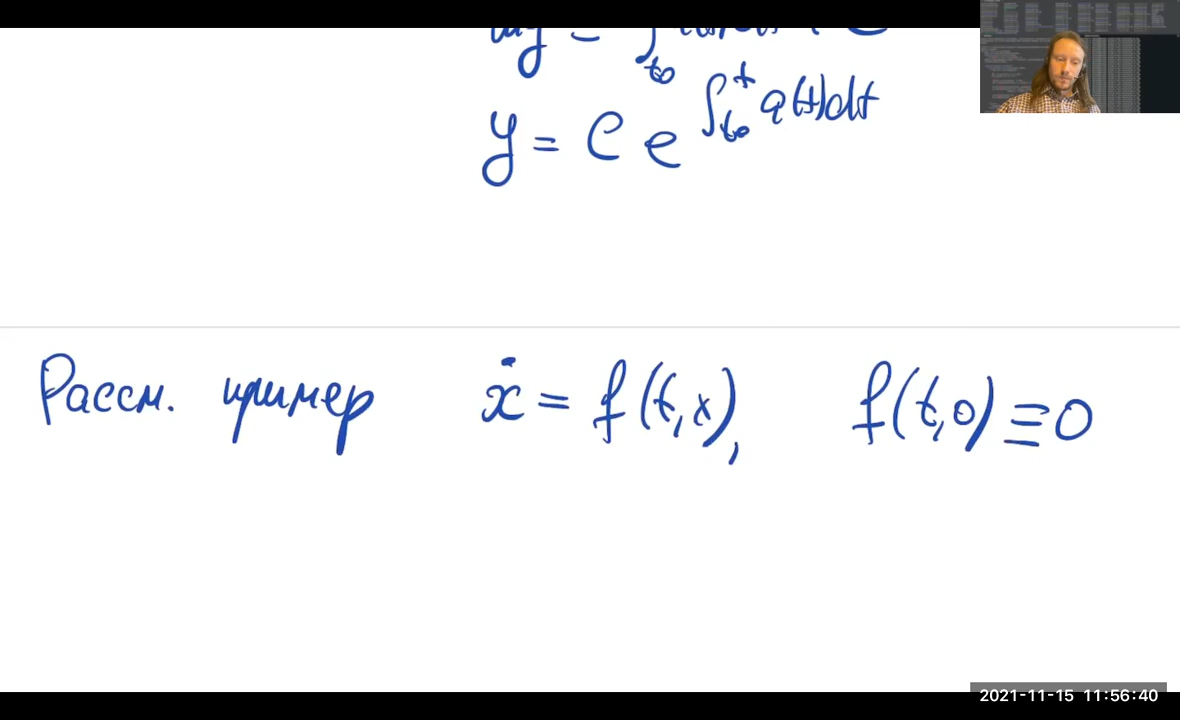 y = C e^{∫_{t₀}^{t} a(t)dt}
Рассм. пример ẋ = f(t,x), f(t,0) ≡ 0
2021-11-15 11:56:40